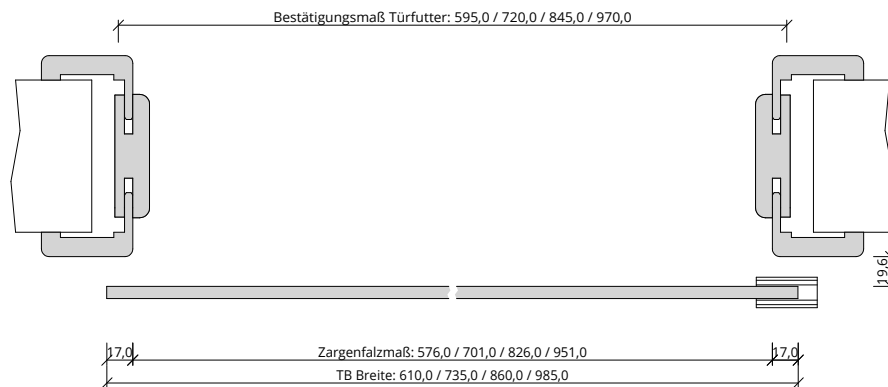 Bestätigungsmaß Türfutter: 595,0 / 720,0 / 845,0 / 970,0
19,6
17,0
Zargenfalzmaß: 576,0 / 701,0 / 826,0 / 951,0
17,0
TB Breite: 610,0 / 735,0 / 860,0 / 985,0